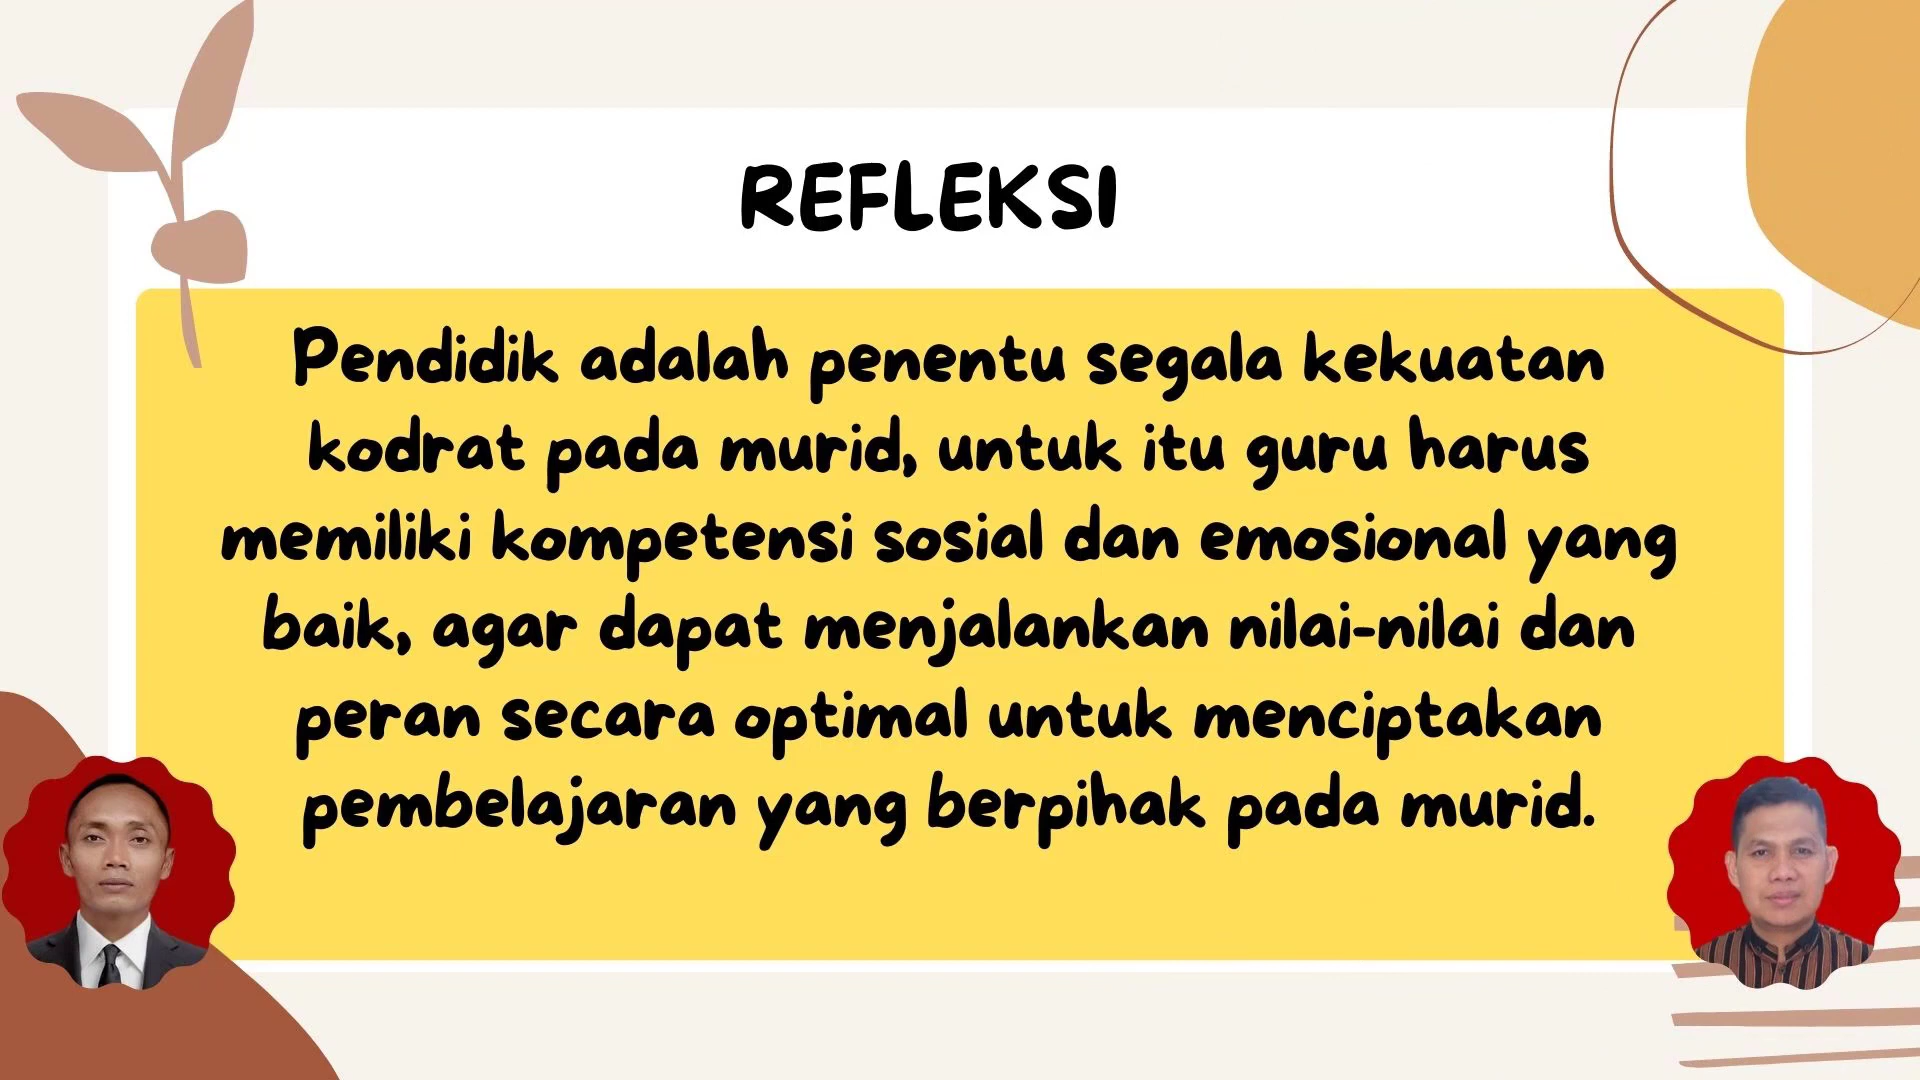 REFLEKSI
Pendidik adalah penentu segala kekuatan
kodrat pada murid, untuk itu guru harus
memiliki kompetensi sosial dan emosional yang
baik, agar dapat menjalankan nilai-nilai dan
peran secara optimal untuk menciptakan
pembelajaran yang berpihak pada murid.